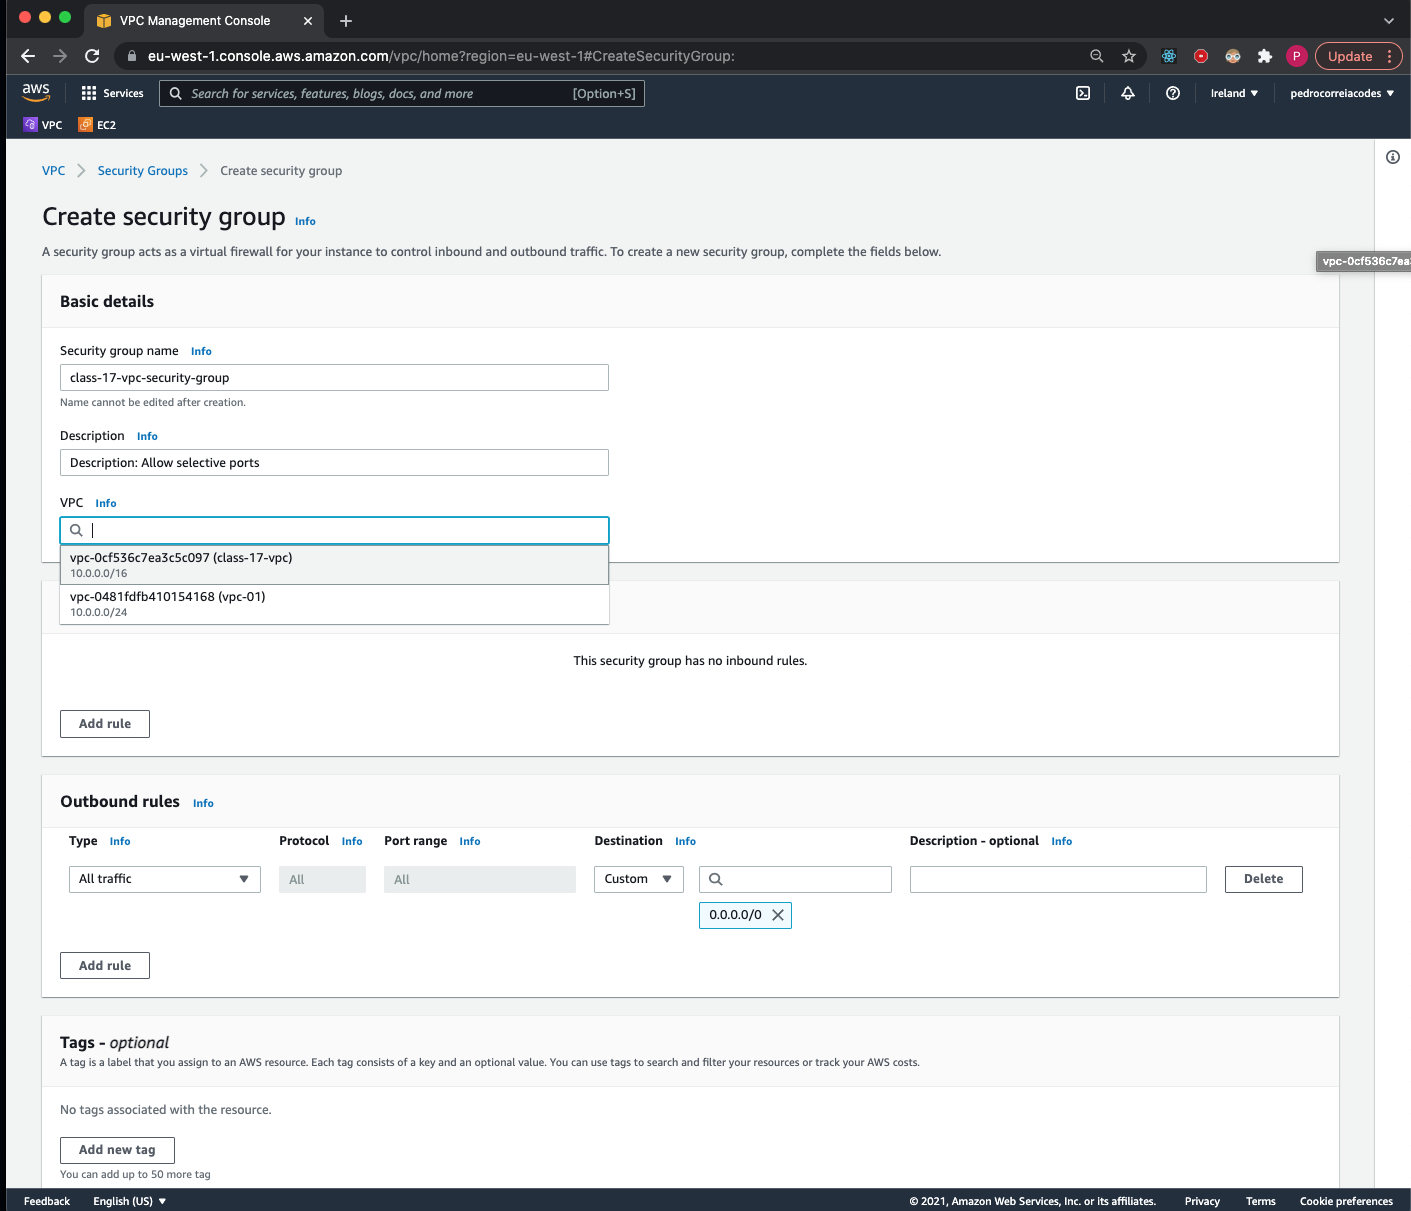 VPC Management Console
eu-west-1.console.aws.amazon.com/vpc/home?region=eu-west-1#CreateSecurityGroup:
P
Update
aws
Services
Search for services, features, blogs, docs, and more
[Option+S]
Ireland
pedrocorreiacodes
VPC
EC2
VPC
Security Groups
Create security group
Create security group Info
A security group acts as a virtual firewall for your instance to control inbound and outbound traffic. To create a new security group, complete the fields below.
vpc-0cf536c7ea3
Basic details
Security group name Info
class-17-vpc-security-group
Name cannot be edited after creation.
Description Info
Description: Allow selective ports
VPC Info
vpc-0cf536c7ea3c5c097 (class-17-vpc)
10.0.0.0/16
vpc-0481fdfb410154168 (vpc-01)
10.0.0.0/24
This security group has no inbound rules.
Add rule
Outbound rules Info
Type Info Protocol Info Port range Info Destination Info Description - optional Info
All traffic All All Custom Delete
0.0.0.0/0
Add rule
Tags - optional
A tag is a label that you assign to an AWS resource. Each tag consists of a key and an optional value. You can use tags to search and filter your resources or track your AWS costs.
No tags associated with the resource.
Add new tag
You can add up to 50 more tag
Feedback English (US) © 2021, Amazon Web Services, Inc. or its affiliates. Privacy Terms Cookie preferences